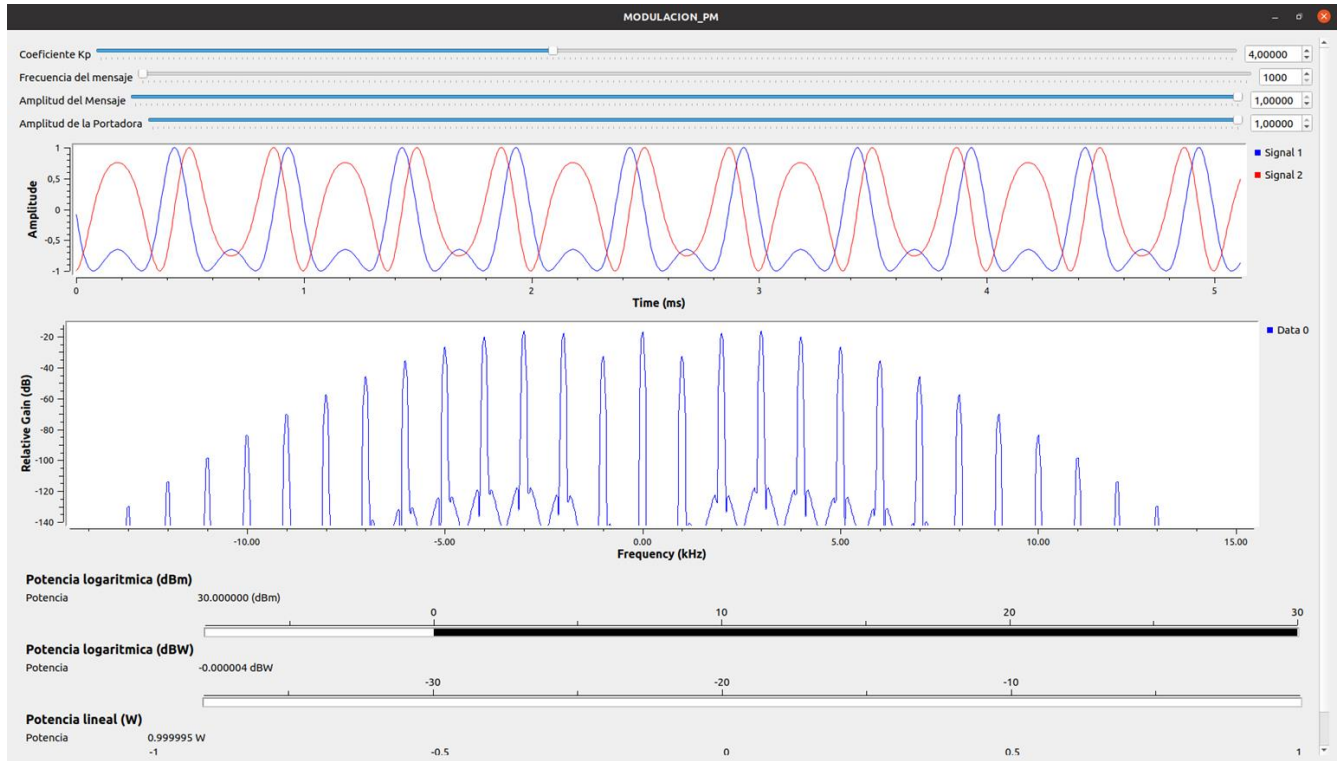 MODULACION_PM
Coeficiente Kp 4,00000
Frecuencia del mensaje 1000
Amplitud del Mensaje 1,00000
Amplitud de la Portadora 1,00000
1
0,5
0
-0,5
-1
Amplitude
Signal 1
Signal 2
0 1 2 3 4 5
Time (ms)
-20
-40
-60
-80
-100
-120
-140
Relative Gain (dB)
Data 0
-10.00 -5.00 0.00 5.00 10.00 15.00
Frequency (kHz)
Potencia logaritmica (dBm)
Potencia 30.000000 (dBm)
0 10 20 30
Potencia logaritmica (dBW)
Potencia -0.000004 dBW
-30 -20 -10
Potencia lineal (W)
Potencia 0.999995 W
-1 -0.5 0 0.5 1